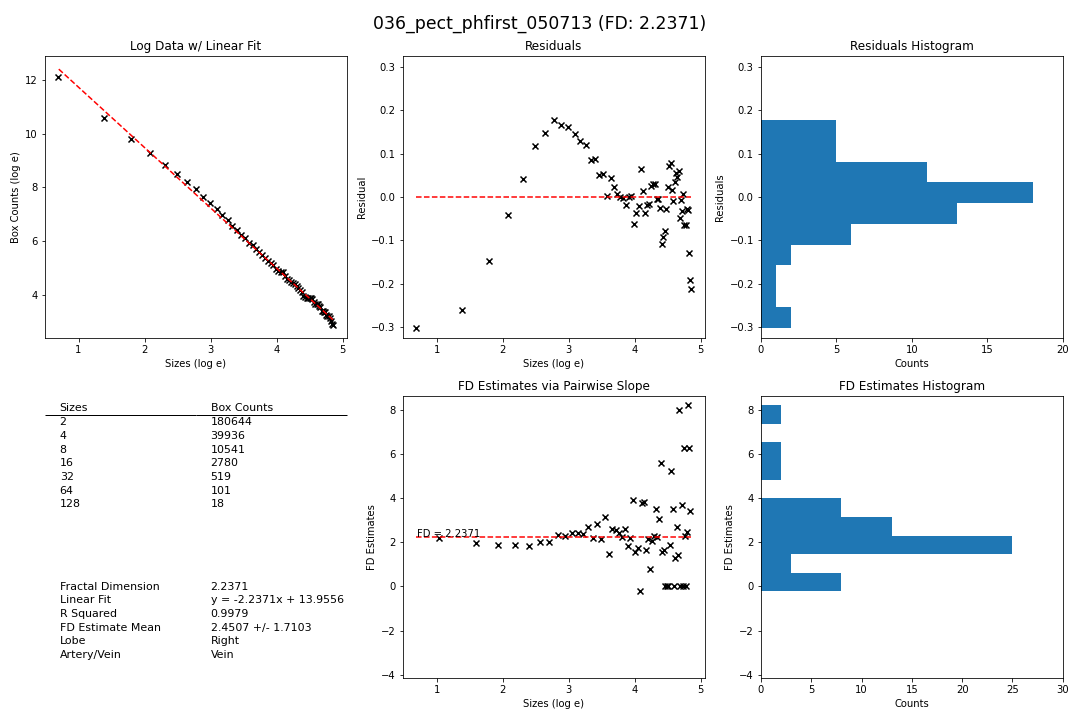 036_pect_phfirst_050713 (FD: 2.2371)
Log Data w/ Linear Fit
Box Counts (log e)
12
10
8
6
4
1 2 3 4 5
Sizes (log e)
Residuals
Residual
0.3
0.2
0.1
0.0
−0.1
−0.2
−0.3
1 2 3 4 5
Sizes (log e)
Residuals Histogram
Residuals
0.3
0.2
0.1
0.0
−0.1
−0.2
−0.3
0 5 10 15 20
Counts
Sizes Box Counts
2 180644
4 39936
8 10541
16 2780
32 519
64 101
128 18
Fractal Dimension 2.2371
Linear Fit y = -2.2371x + 13.9556
R Squared 0.9979
FD Estimate Mean 2.4507 +/- 1.7103
Lobe Right
Artery/Vein Vein
FD Estimates via Pairwise Slope
FD Estimates
8
6
4
2
0
−2
−4
FD = 2.2371
1 2 3 4 5
Sizes (log e)
FD Estimates Histogram
FD Estimates
8
6
4
2
0
−2
−4
0 5 10 15 20 25 30
Counts